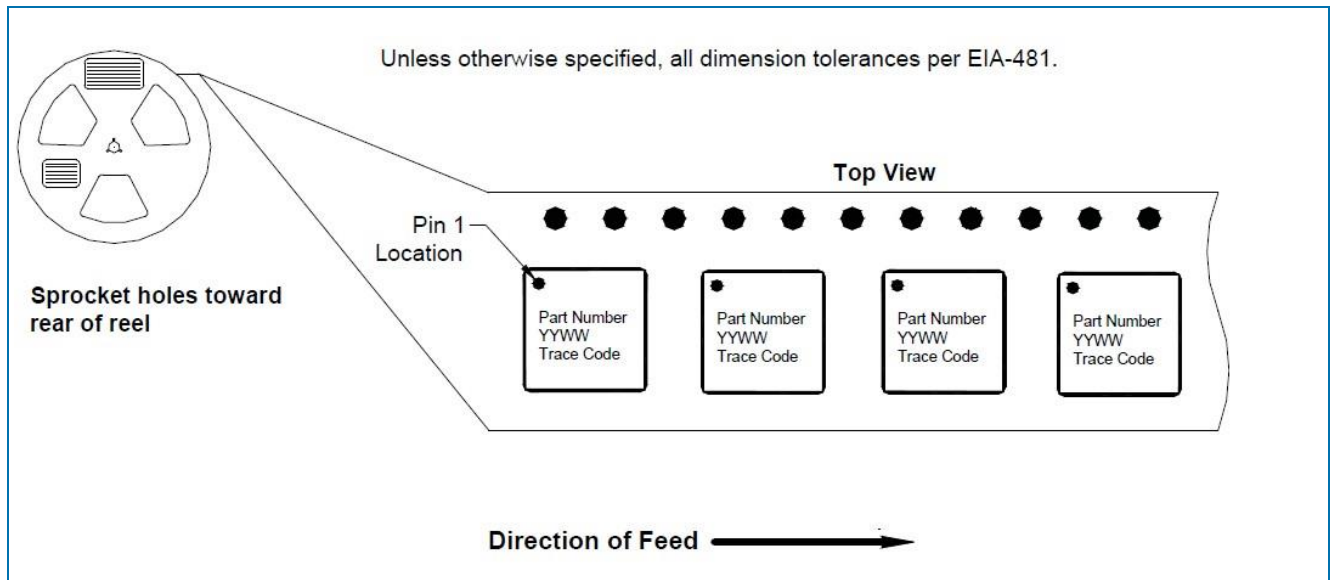 Unless otherwise specified, all dimension tolerances per EIA-481.
Top View
Pin 1
Location
Sprocket holes toward
rear of reel
Part Number
YYWW
Trace Code
Part Number
YYWW
Trace Code
Part Number
YYWW
Trace Code
Part Number
YYWW
Trace Code
Direction of Feed